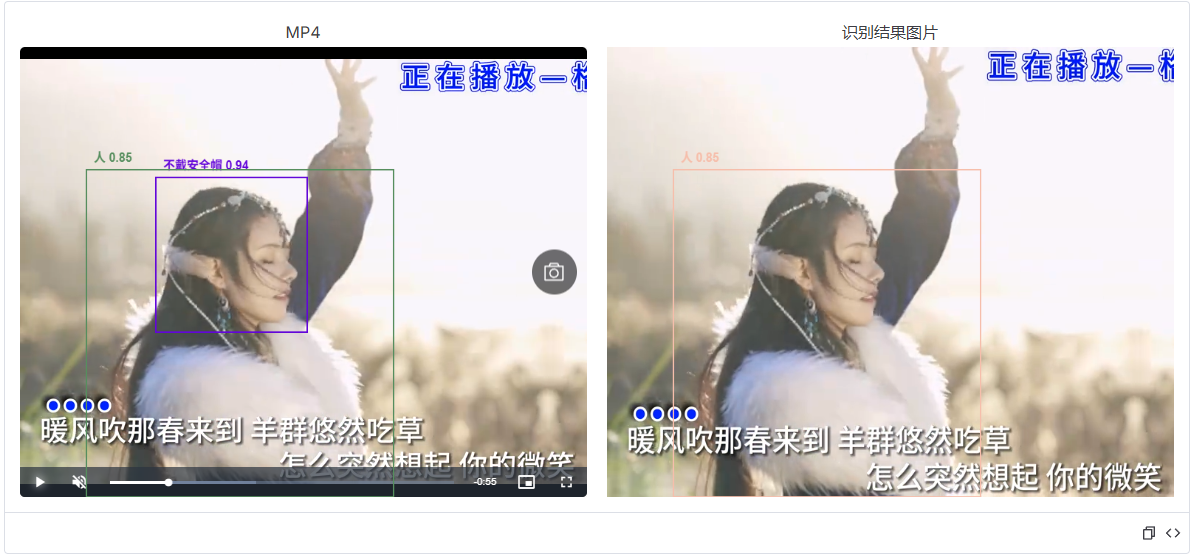 MP4
识别结果图片
正在播放一
正在播放一
人 0.85
不戴安全帽 0.94
人 0.85
暖风吹那春来到 羊群悠然吃草
怎么突然想起 你的微笑
暖风吹那春来到 羊群悠然吃草
怎么突然想起 你的微笑
-0:55